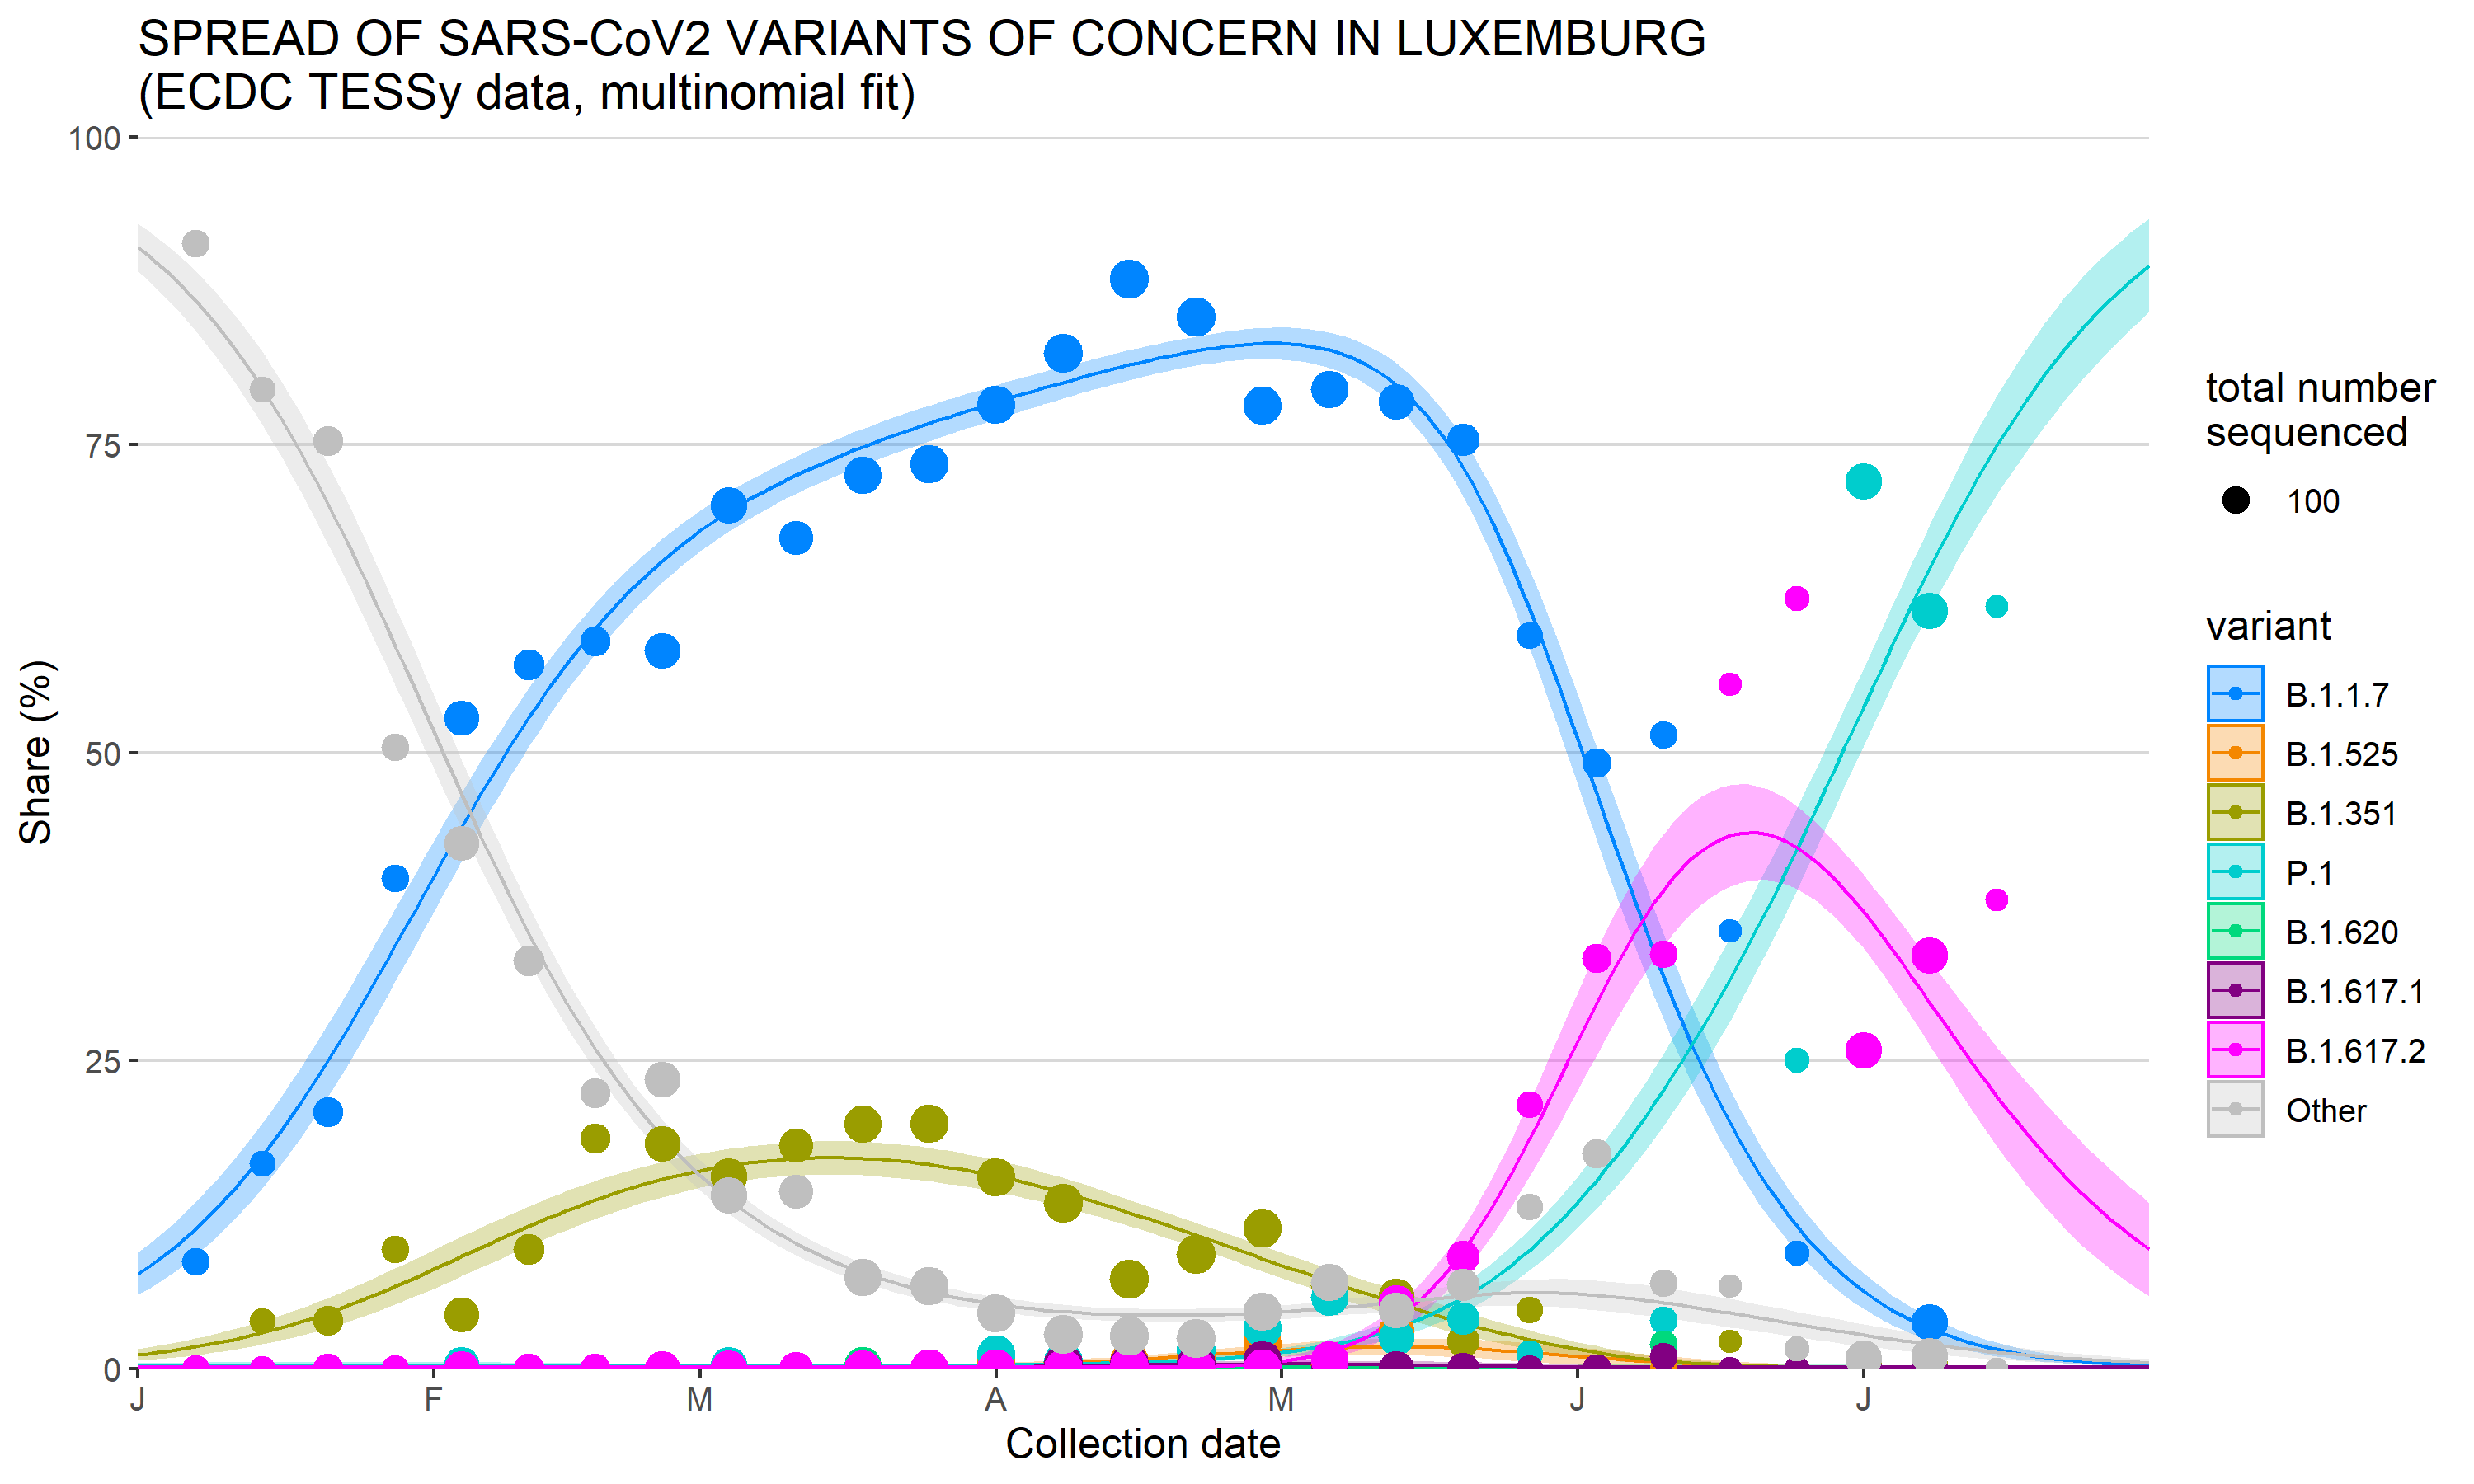 SPREAD OF SARS-CoV2 VARIANTS OF CONCERN IN LUXEMBURG
(ECDC TESSy data, multinomial fit)
100
75
50
25
0
Share (%)
J
F
M
A
M
J
J
Collection date
total number
sequenced
100
variant
B.1.1.7
B.1.525
B.1.351
P.1
B.1.620
B.1.617.1
B.1.617.2
Other